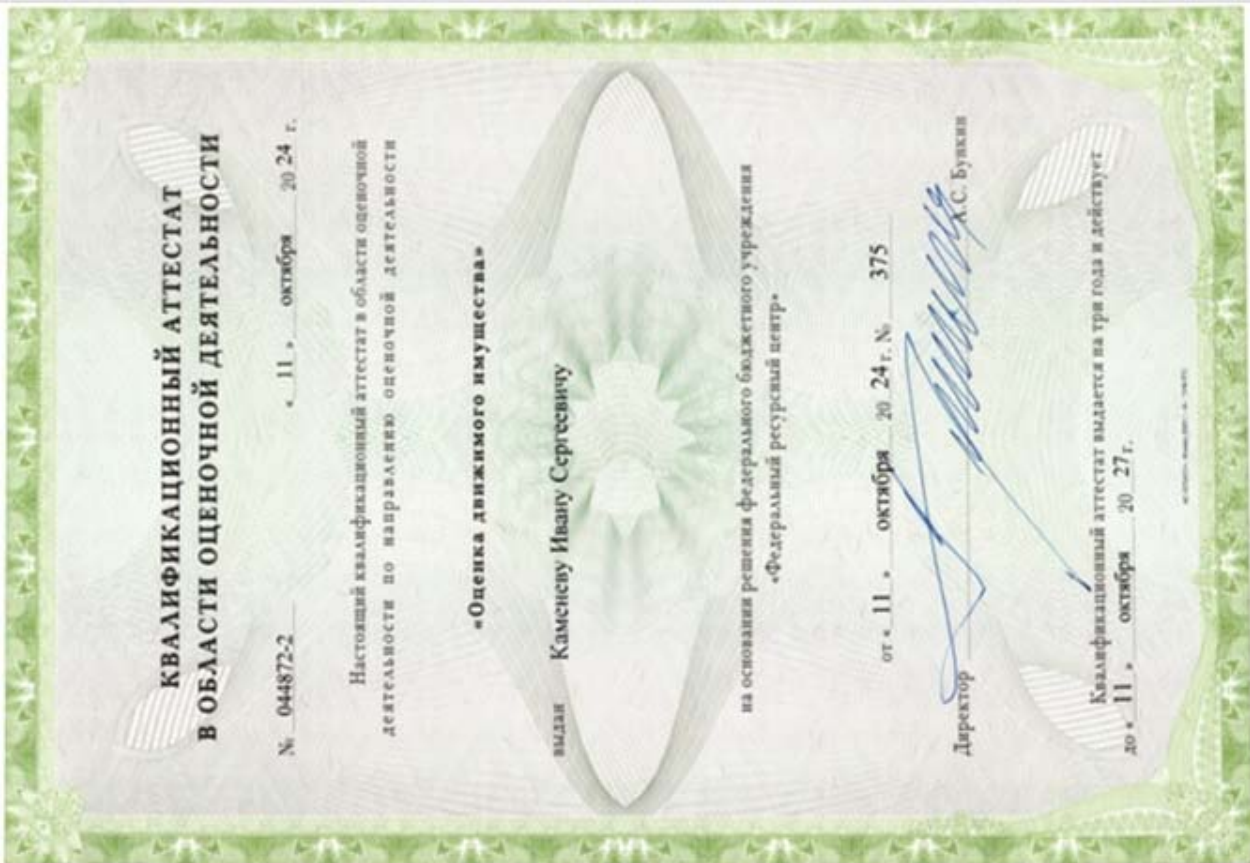 КВАЛИФИКАЦИОННЫЙ АТТЕСТАТ
В ОБЛАСТИ ОЦЕНОЧНОЙ ДЕЯТЕЛЬНОСТИ
№ 044872-2 « 11 » октября 20 24 г.
Настоящий квалификационный аттестат в области оценочной
деятельности по направлению оценочной деятельности
«Оценка движимого имущества»
выдан Каменеву Ивану Сергеевичу
на основании решения федерального бюджетного учреждения
«Федеральный ресурсный центр»
от « 11 » октября 20 24 г. № 375
Директор А.С. Бункин
Квалификационный аттестат выдается на три года и действует
до « 11 » октября 20 27 г.